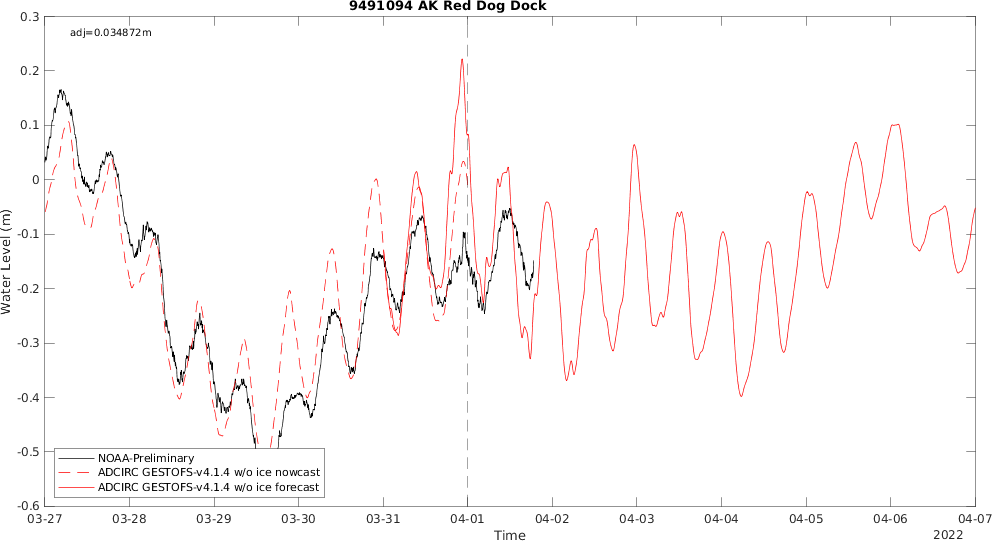 9491094 AK Red Dog Dock
adj=0.034872m
0.3
0.2
0.1
0
-0.1
-0.2
-0.3
-0.4
-0.5
-0.6
Water Level (m)
NOAA-Preliminary
ADCIRC GESTOFS-v4.1.4 w/o ice nowcast
ADCIRC GESTOFS-v4.1.4 w/o ice forecast
03-27 03-28 03-29 03-30 03-31 04-01 04-02 04-03 04-04 04-05 04-06 04-07
Time
2022